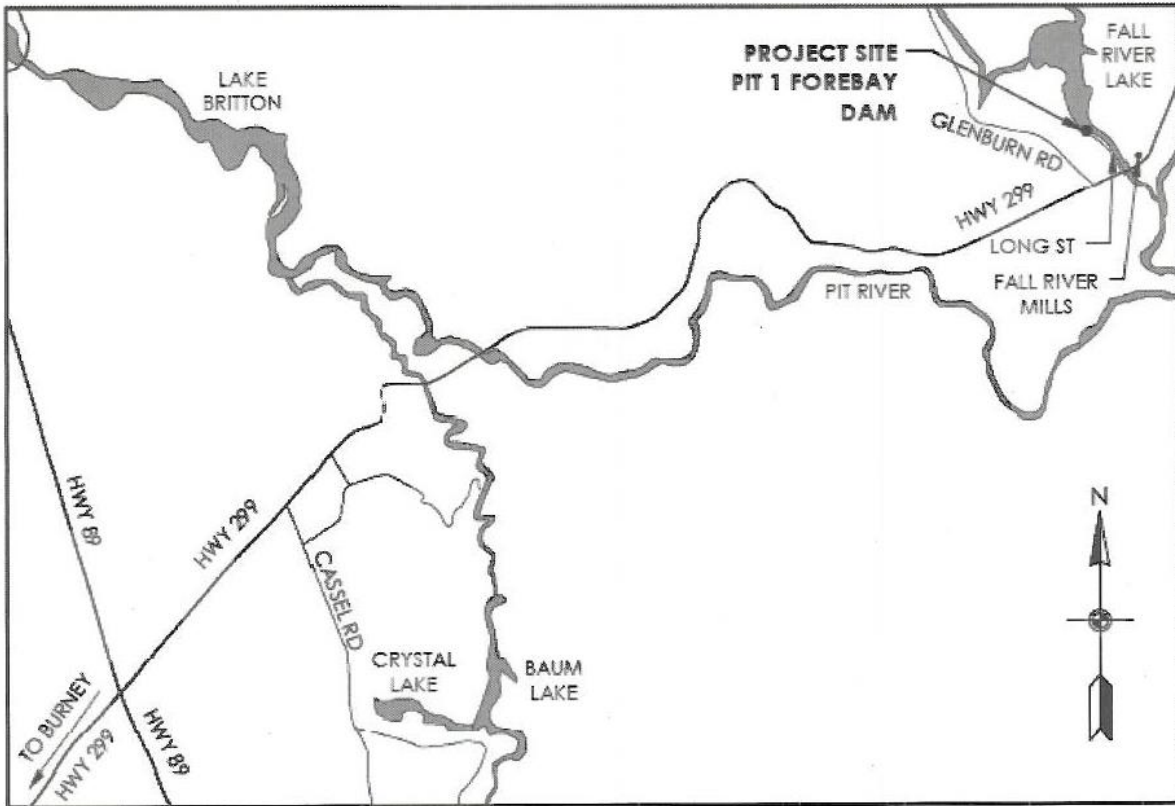 LAKE
BRITTON
PROJECT SITE
PIT 1 FOREBAY
DAM
FALL
RIVER
LAKE
GLENBURN RD
HWY 299
LONG ST
FALL RIVER
MILLS
PIT RIVER
HWY 89
HWY 299
CASSEL RD
N
CRYSTAL
LAKE
BAUM
LAKE
TO BURNEY
HWY 299
HWY 89